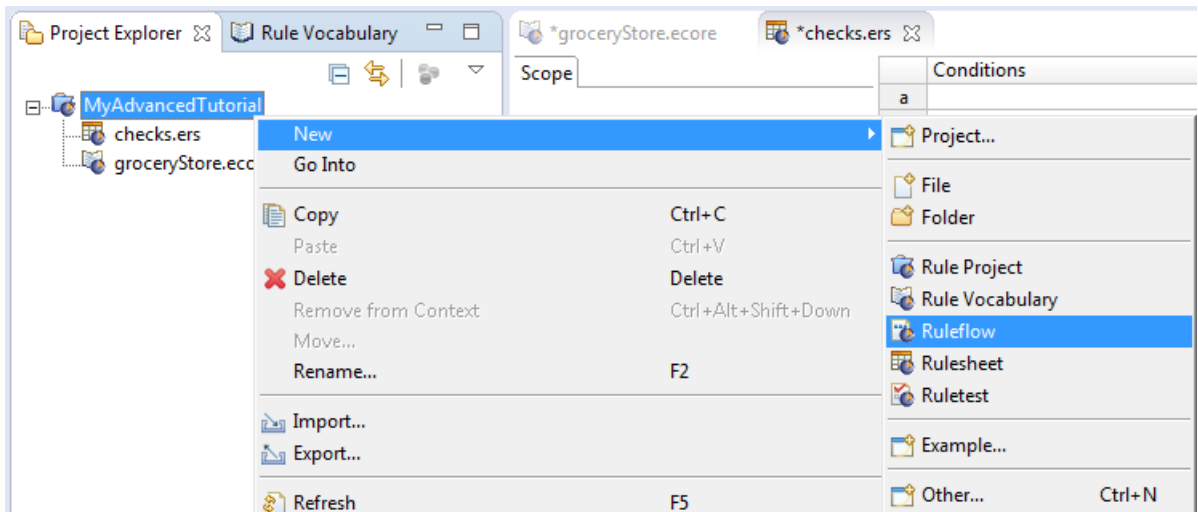 Project Explorer Rule Vocabulary *groceryStore.ecore *checks.ers
Scope Conditions
a
MyAdvancedTutorial
checks.ers
groceryStore.ecc
New
Go Into
Copy Ctrl+C
Paste Ctrl+V
Delete Delete
Remove from Context Ctrl+Alt+Shift+Down
Move...
Rename... F2
Import...
Export...
Refresh F5
Project...
File
Folder
Rule Project
Rule Vocabulary
Ruleflow
Rulesheet
Ruletest
Example...
Other... Ctrl+N